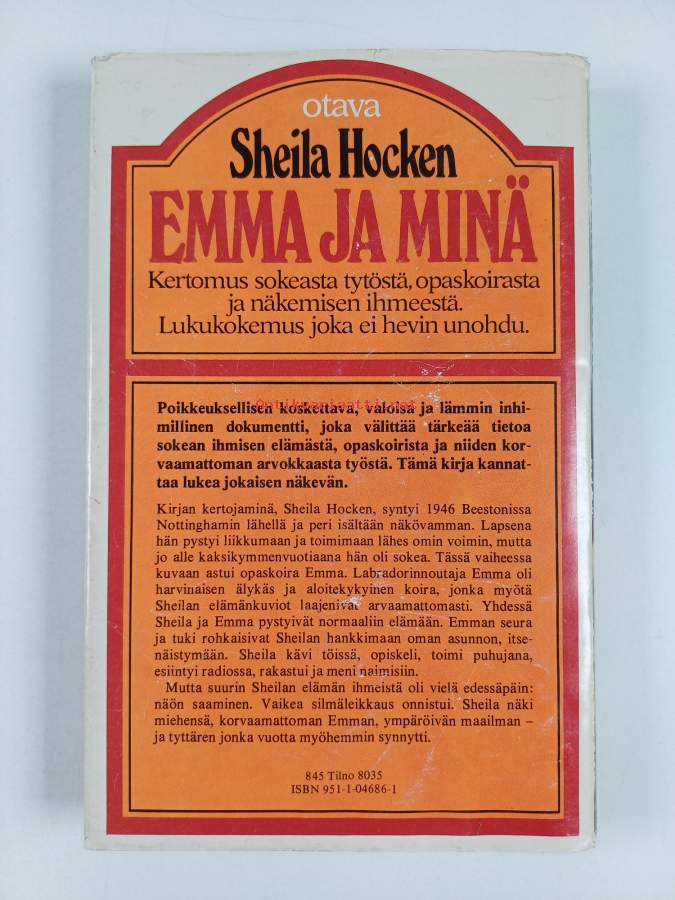 otava
Sheila Hocken
EMMA JA MINÄ
Kertomus sokeasta tytöstä, opaskoirasta
ja näkemisen ihmeestä.
Lukukokemus joka ei hevin unohdu.
Antikvariaatti.net
Poikkeuksellisen koskettava, valoisa ja lämmin inhi-
millinen dokumentti, joka välittää tärkeää tietoa
sokean ihmisen elämästä, opaskoirista ja niiden kor-
vaamattoman arvokkaasta työstä. Tämä kirja kannat-
taa lukea jokaisen näkevän.
Kirjan kertojaminä, Sheila Hocken, syntyi 1946 Beestonissa
Nottinghamin lähellä ja peri isältään näkövamman. Lapsena
hän pystyi liikkumaan ja toimimaan lähes omin voimin, mutta
jo alle kaksikymmenvuotiaana hän oli sokea. Tässä vaiheessa
kuvaan astui opaskoira Emma. Labradorinnoutaja Emma oli
harvinaisen älykäs ja aloitekykyinen koira, jonka myötä
Sheilan elämänkuviot laajenivat arvaamattomasti. Yhdessä
Sheila ja Emma pystyivät normaaliin elämään. Emman seura
ja tuki rohkaisivat Sheilan hankkimaan oman asunnon, itse-
näistymään. Sheila kävi töissä, opiskeli, toimi puhujana,
esiintyi radiossa, rakastui ja meni naimisiin.
Mutta suurin Sheilan elämän ihmeistä oli vielä edessäpäin:
näön saaminen. Vaikea silmäleikkaus onnistui. Sheila näki
miehensä, korvaamattoman Emman, ympäröivän maailman –
ja tyttären jonka vuotta myöhemmin synnytti.
845 Tilno 8035
ISBN 951-1-04686-1